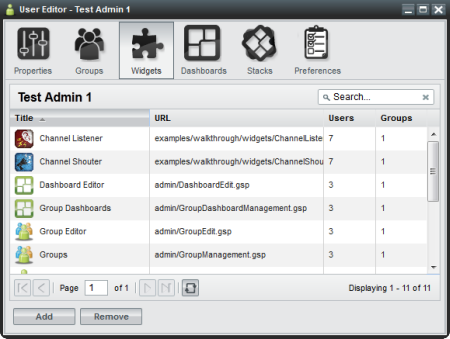 User Editor - Test Admin 1
Properties Groups Widgets Dashboards Stacks Preferences
Test Admin 1 Search...
Title URL Users Groups
Channel Listener examples/walkthrough/widgets/ChannelListe 7 1
Channel Shouter examples/walkthrough/widgets/ChannelShou 7 1
Dashboard Editor admin/DashboardEdit.gsp 3 1
Group Dashboards admin/GroupDashboardManagement.gsp 3 1
Group Editor admin/GroupEdit.gsp 3 1
Groups admin/GroupManagement.gsp 3 1
Page 1 of 1 Displaying 1 - 11 of 11
Add Remove